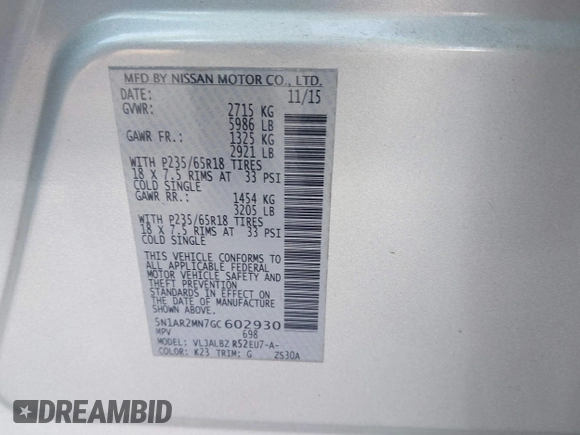 MFD BY NISSAN MOTOR CO., LTD.
DATE: 11/15
GVWR: 2715 KG
5986 LB
GAWR FR.: 1325 KG
2921 LB
WITH P235/65R18 TIRES
18 X 7.5 RIMS AT 33 PSI
COLD SINGLE
GAWR RR.: 1454 KG
3205 LB
WITH P235/65R18 TIRES
18 X 7.5 RIMS AT 33 PSI
COLD SINGLE
THIS VEHICLE CONFORMS TO
ALL APPLICABLE FEDERAL
MOTOR VEHICLE SAFETY AND
THEFT PREVENTION
STANDARDS IN EFFECT ON
THE DATE OF MANUFACTURE
SHOWN ABOVE.
5N1AR2MN7GC602930
MPV 698
MODEL: VLJALBZ R52EU7-A-
COLOR: K23 TRIM: G ZS30A
DREAMBID